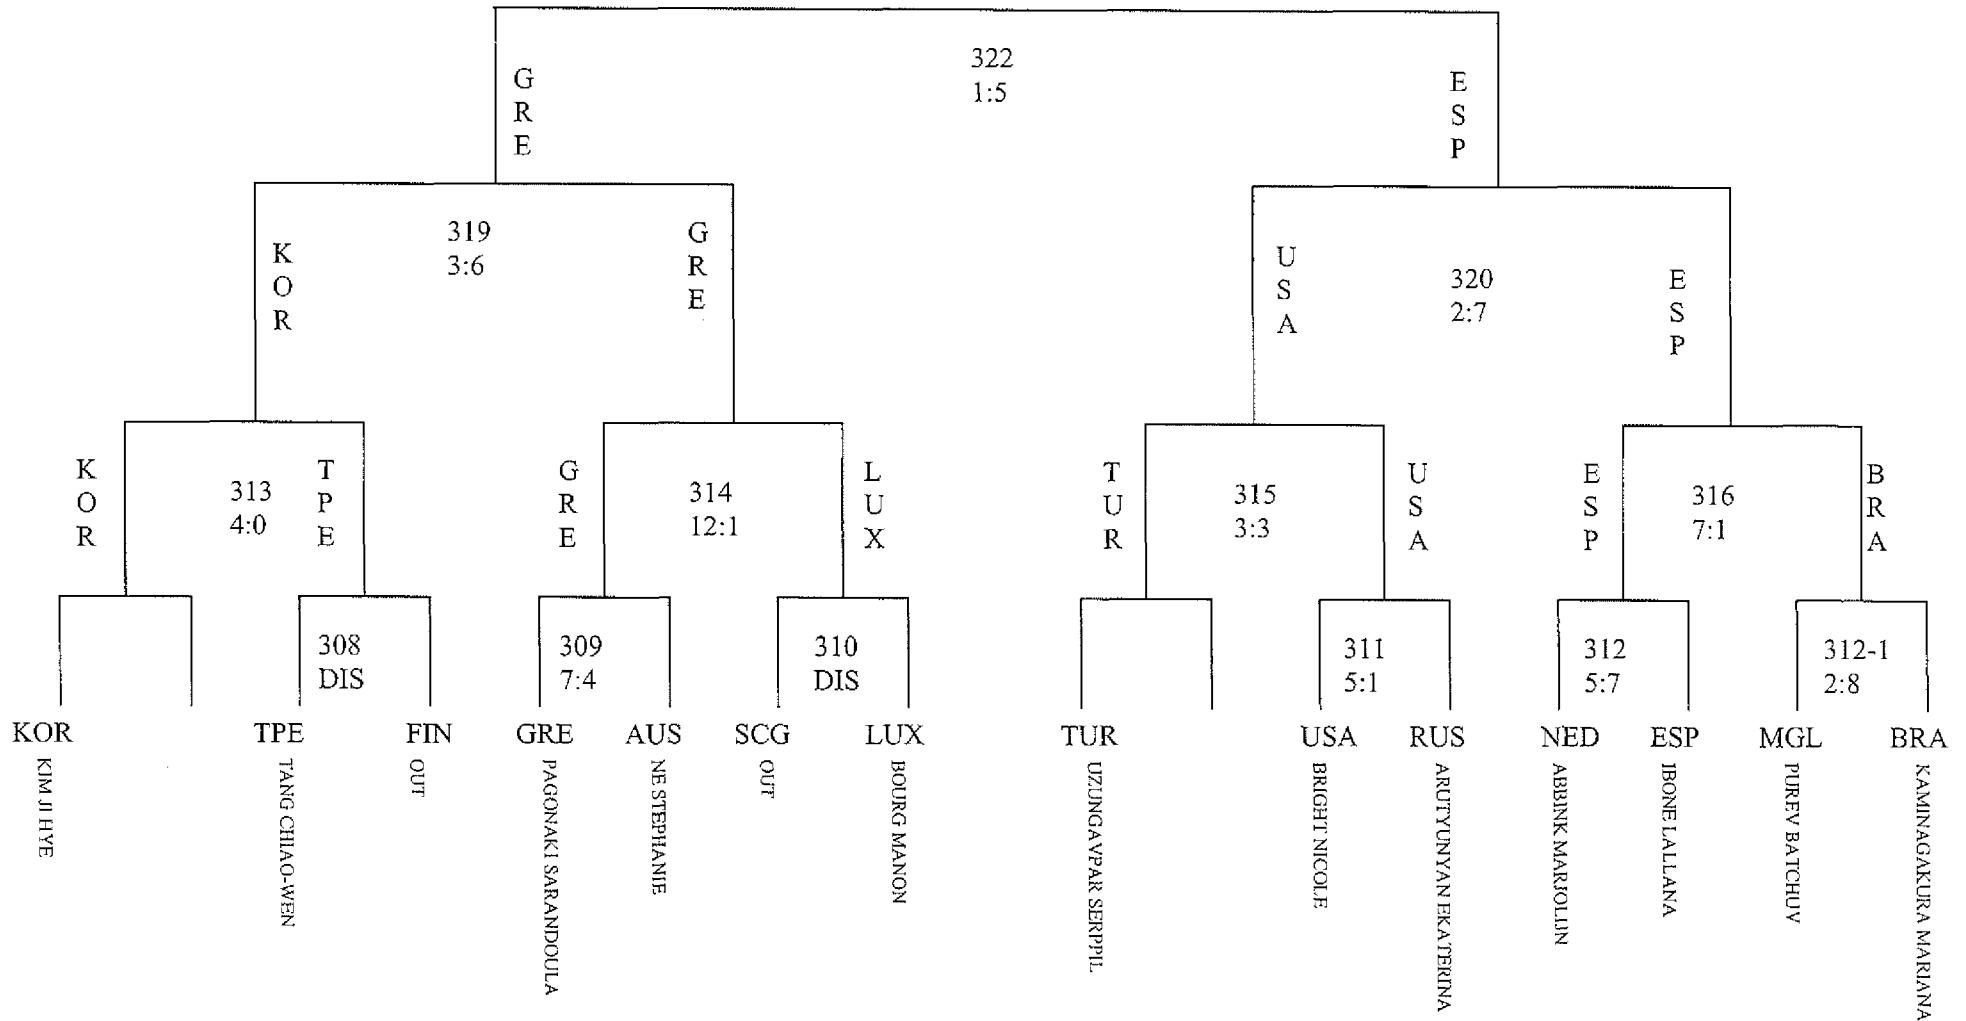 322
1:5
GRE
ESP
319
3:6
KOR
GRE
320
2:7
USA
ESP
KOR
313
4:0
TPE
GRE
314
12:1
LUX
TUR
315
3:3
USA
ESP
316
7:1
BRA
308
DIS
309
7:4
310
DIS
311
5:1
312
5:7
312-1
2:8
KOR
TPE
FIN
GRE
AUS
SCG
LUX
TUR
USA
RUS
NED
ESP
MGL
BRA
KIM JI HYE
TANG CHIAO-WEN
OUT
PAGONAKI SARANDOULA
NE STEPHANIE
OUT
BOURG MANON
UZUNGAVPAR SERPPIL
BRIGHT NICOLE
ARUTYUNYAN EKATERINA
ABBINK MARJOLIJN
IBONE LALLANA
PUREV BATCHUV
KAMINAGAKURA MARIANA